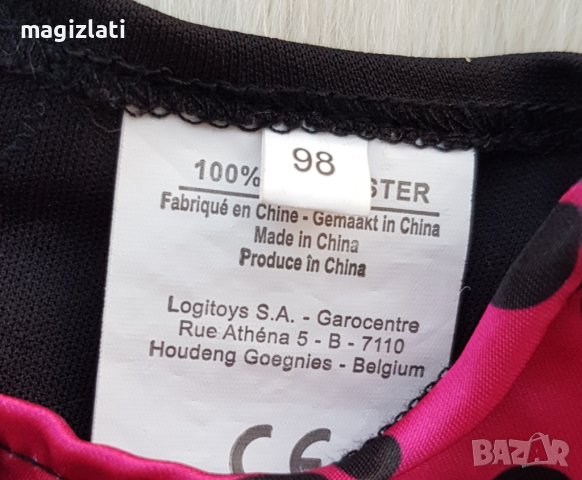 magizlati
98
100% STER
Fabriqué en Chine - Gemaakt in China
Made in China
Produce în China
Logitoys S.A. - Garocentre
Rue Athéna 5 - B - 7110
Houdeng Goegnies - Belgium
CE
BAZAR